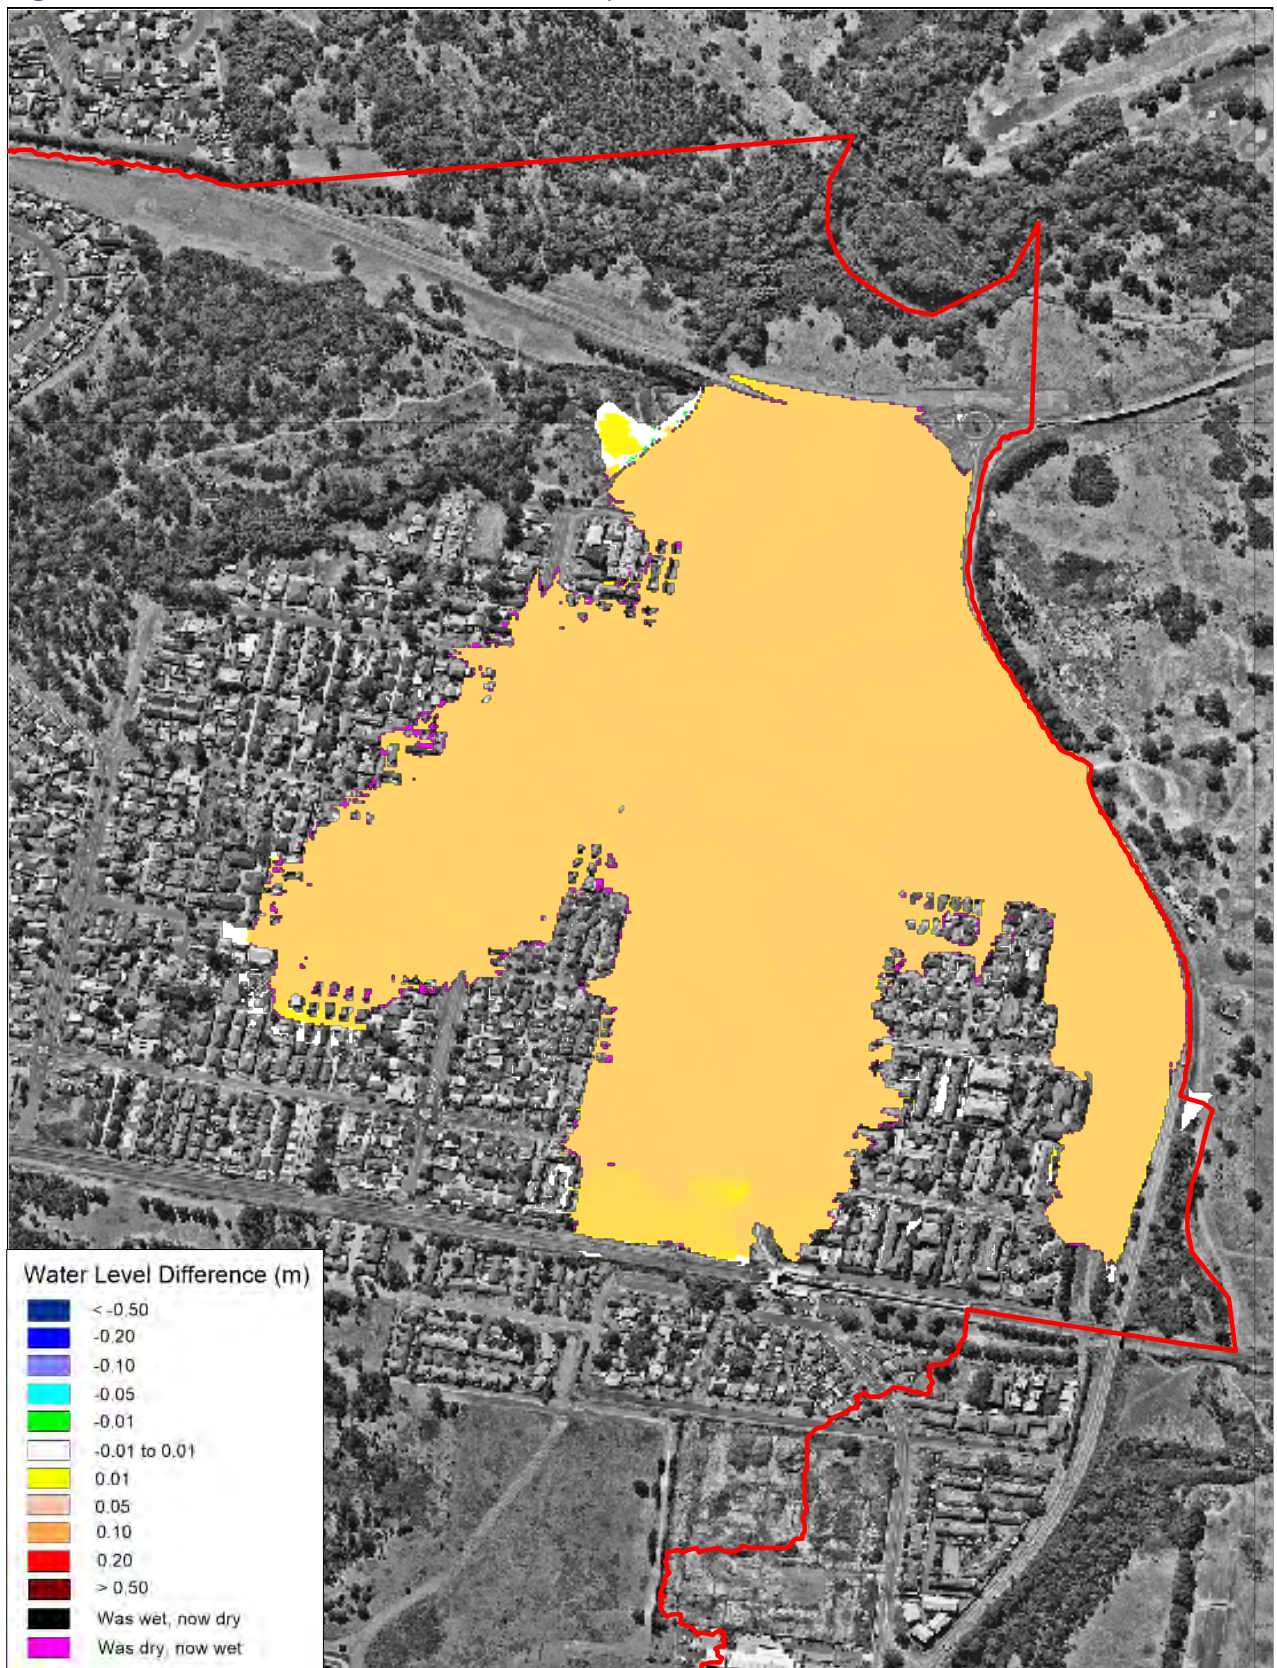 Water Level Difference (m)
< -0.50
-0.20
-0.10
-0.05
-0.01
-0.01 to 0.01
0.01
0.05
0.10
0.20
> 0.50
Was wet, now dry
Was dry, now wet